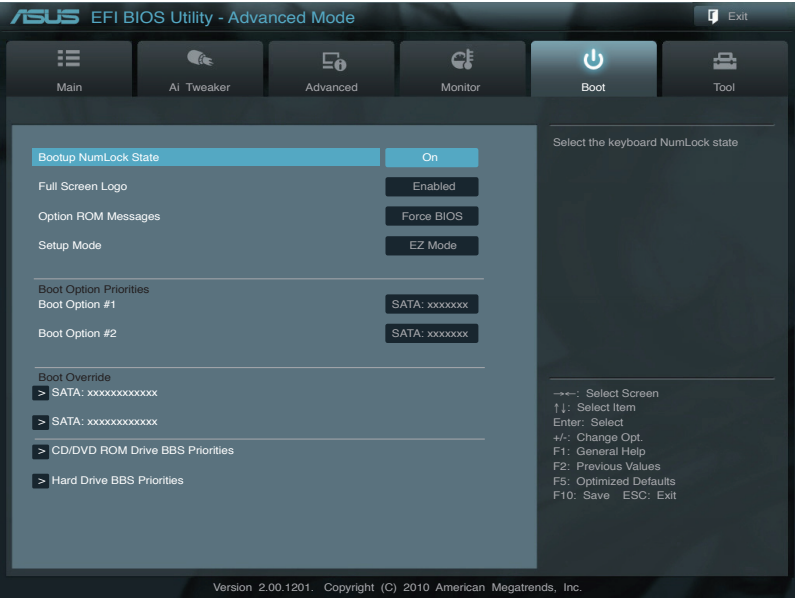 ASUS EFI BIOS Utility - Advanced Mode
Exit
Main
Ai Tweaker
Advanced
Monitor
Boot
Tool
Bootup NumLock State On
Full Screen Logo Enabled
Option ROM Messages Force BIOS
Setup Mode EZ Mode
Boot Option Priorities
Boot Option #1 SATA: xxxxxxx
Boot Option #2 SATA: xxxxxxx
Boot Override
> SATA: xxxxxxxxxxxx
> SATA: xxxxxxxxxxxx
> CD/DVD ROM Drive BBS Priorities
> Hard Drive BBS Priorities
Select the keyboard NumLock state
→←: Select Screen
↑↓: Select Item
Enter: Select
+/-: Change Opt.
F1: General Help
F2: Previous Values
F5: Optimized Defaults
F10: Save ESC: Exit
Version 2.00.1201. Copyright (C) 2010 American Megatrends, Inc.